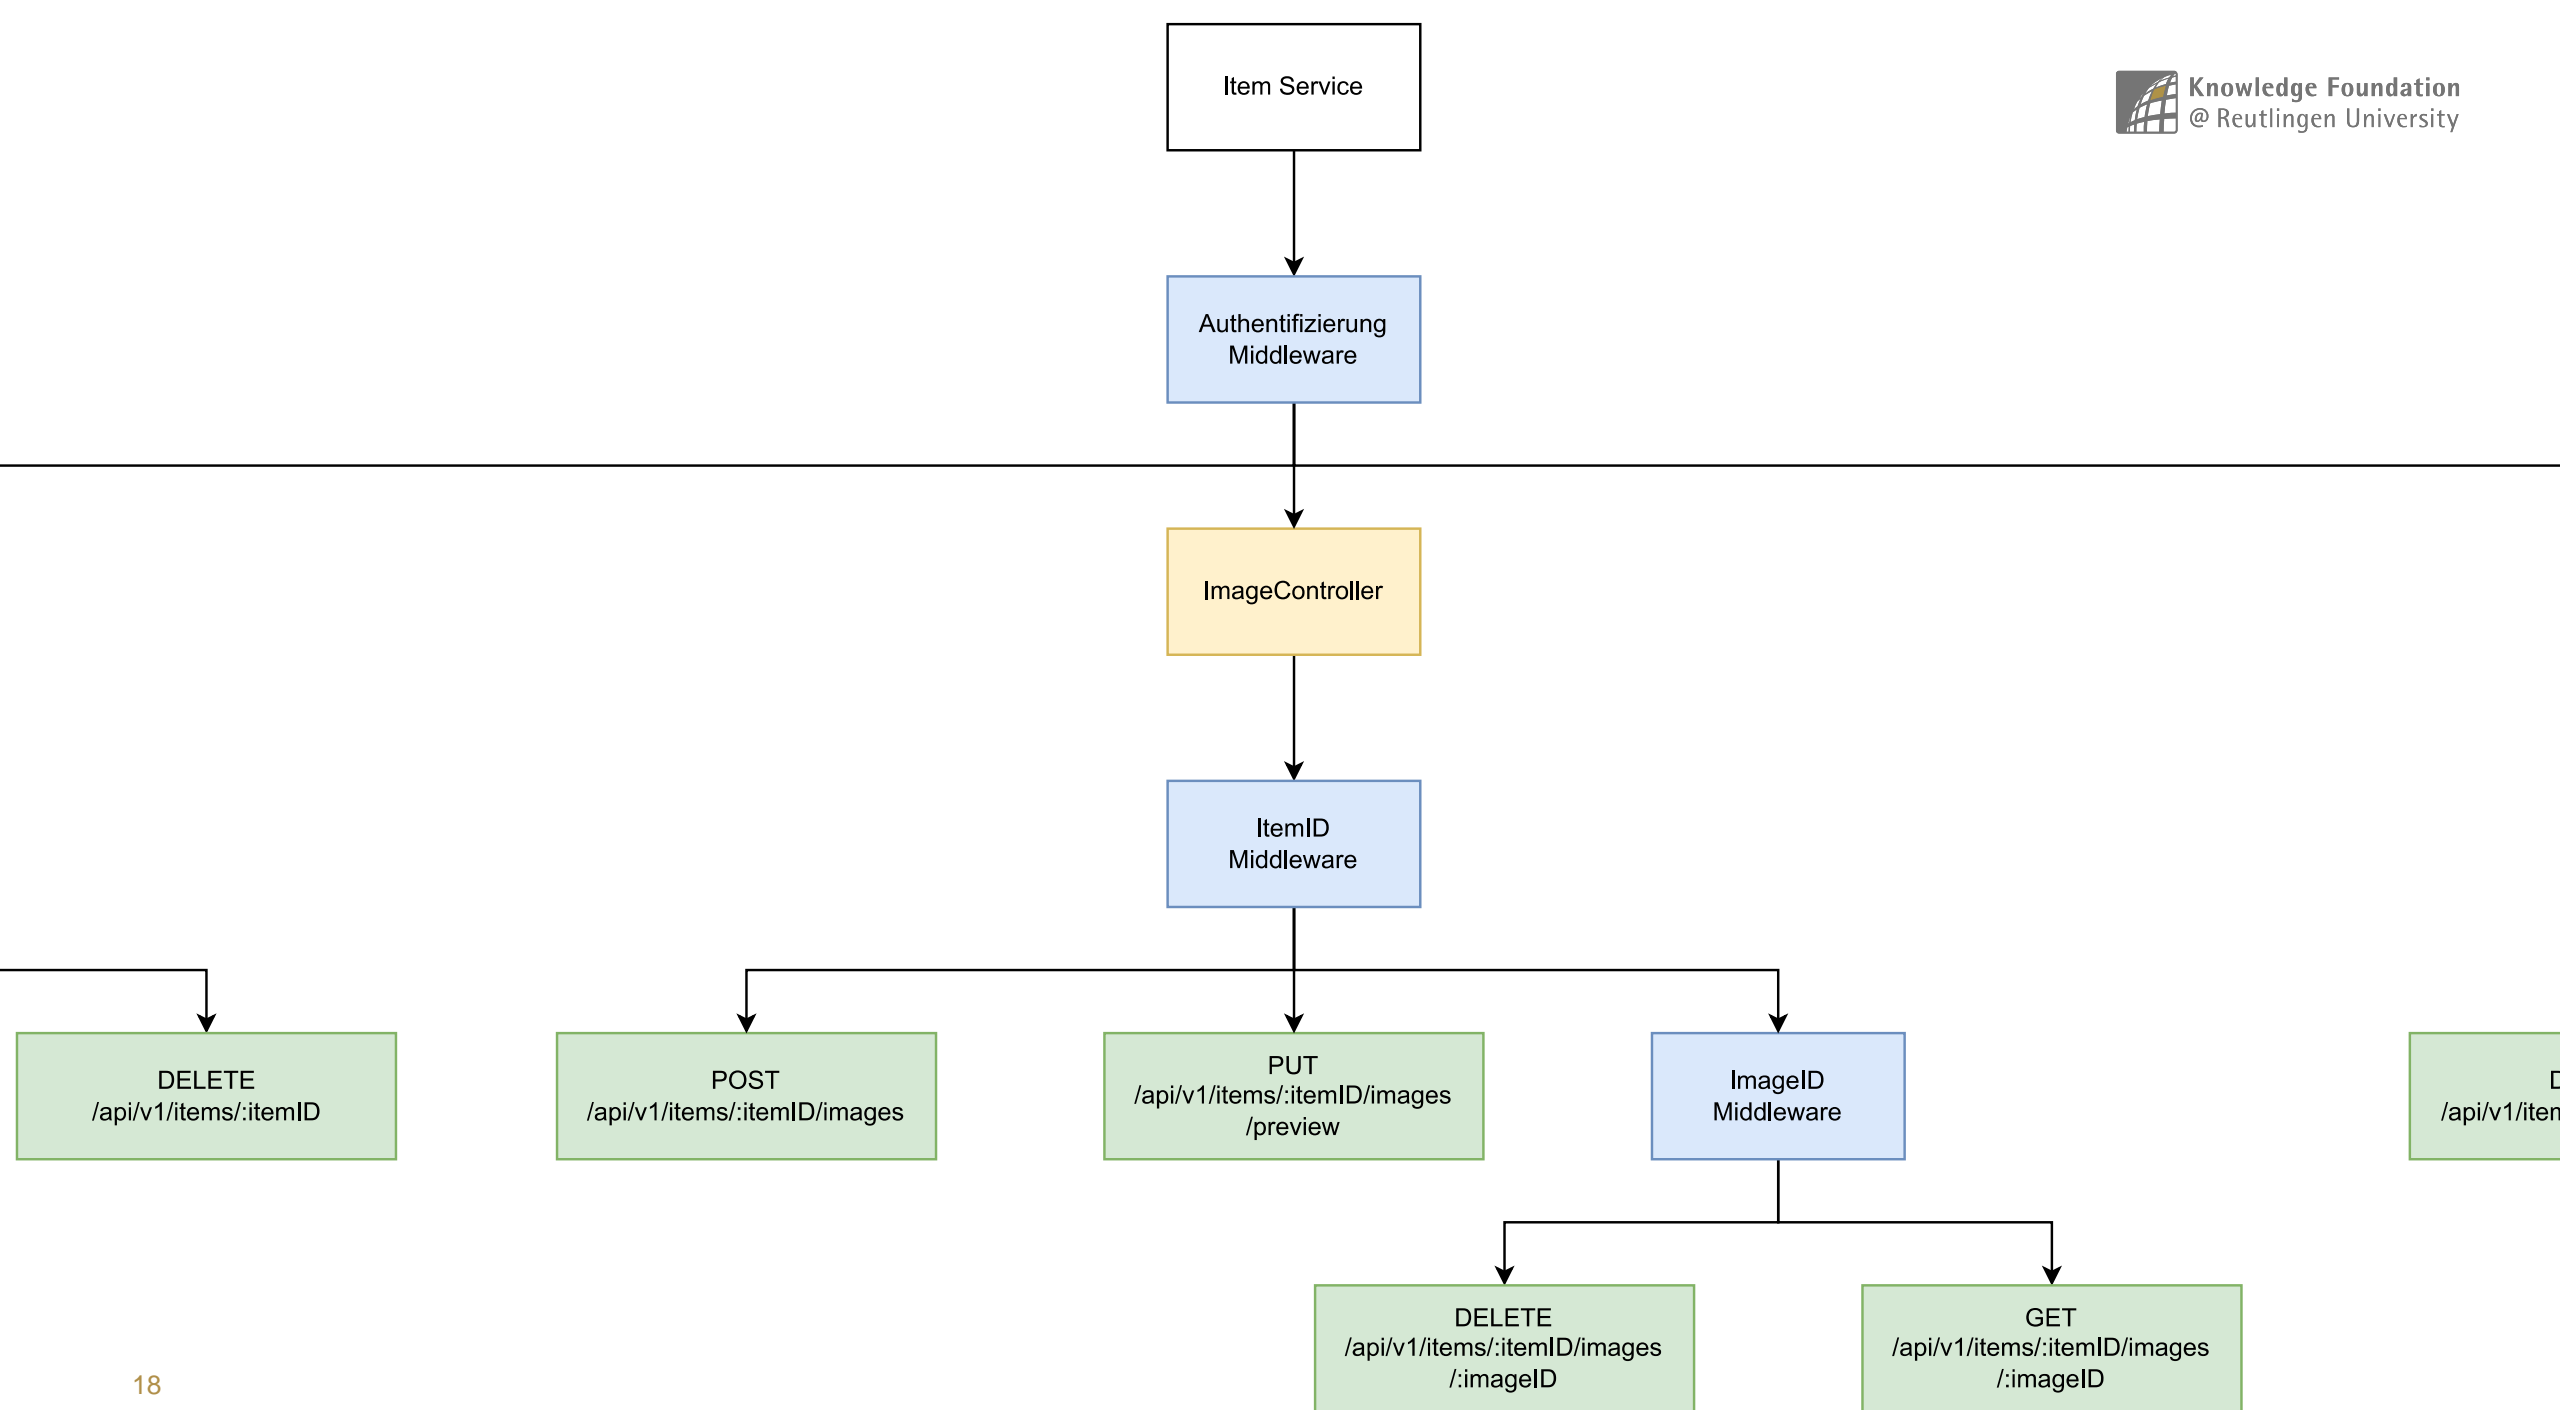 Item Service
Knowledge Foundation
@ Reutlingen University
Authentifizierung
Middleware
ImageController
ItemID
Middleware
DELETE
/api/v1/items/:itemID
POST
/api/v1/items/:itemID/images
PUT
/api/v1/items/:itemID/images
/preview
ImageID
Middleware
DELETE
/api/v1/items/:itemID/images
/:imageID
GET
/api/v1/items/:itemID/images
/:imageID
18